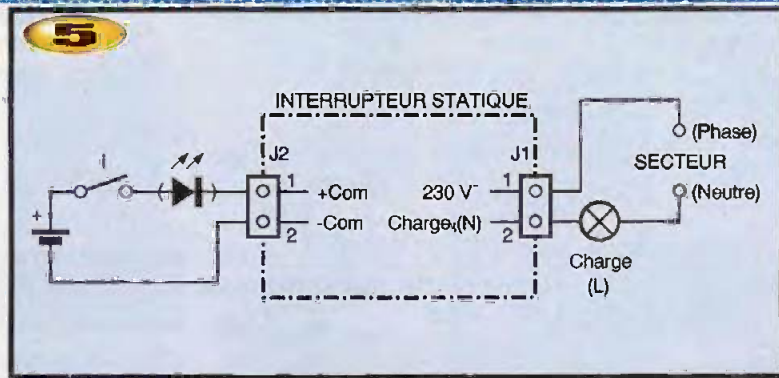 5
INTERRUPTEUR STATIQUE
I
J2
J1
(Phase)
1
+Com
230 V~
1
SECTEUR
(Neutre)
+
2
-Com
Charge,(N)
2
Charge
(L)